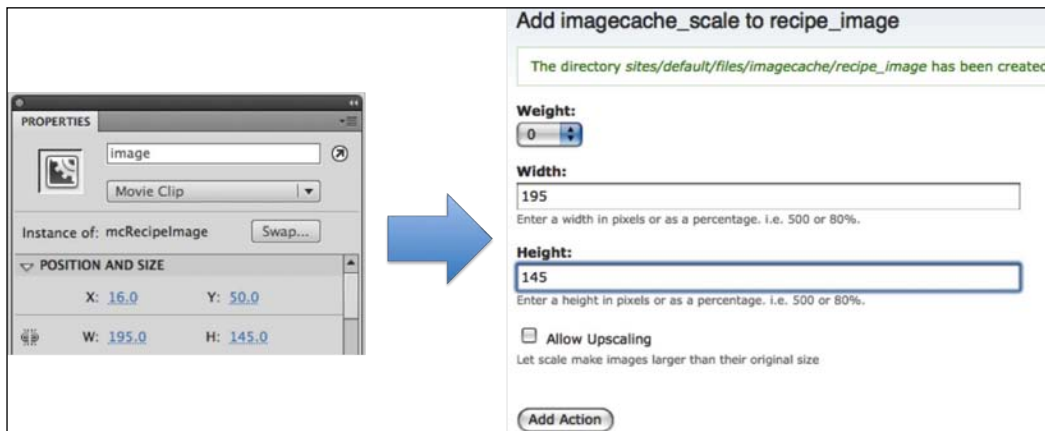 PROPERTIES
image
Movie Clip
Instance of: mcRecipeImage Swap...
POSITION AND SIZE
X: 16.0 Y: 50.0
W: 195.0 H: 145.0
Add imagecache_scale to recipe_image
The directory sites/default/files/imagecache/recipe_image has been created
Weight:
0
Width:
195
Enter a width in pixels or as a percentage. i.e. 500 or 80%.
Height:
145
Enter a height in pixels or as a percentage. i.e. 500 or 80%.
Allow Upscaling
Let scale make images larger than their original size
Add Action